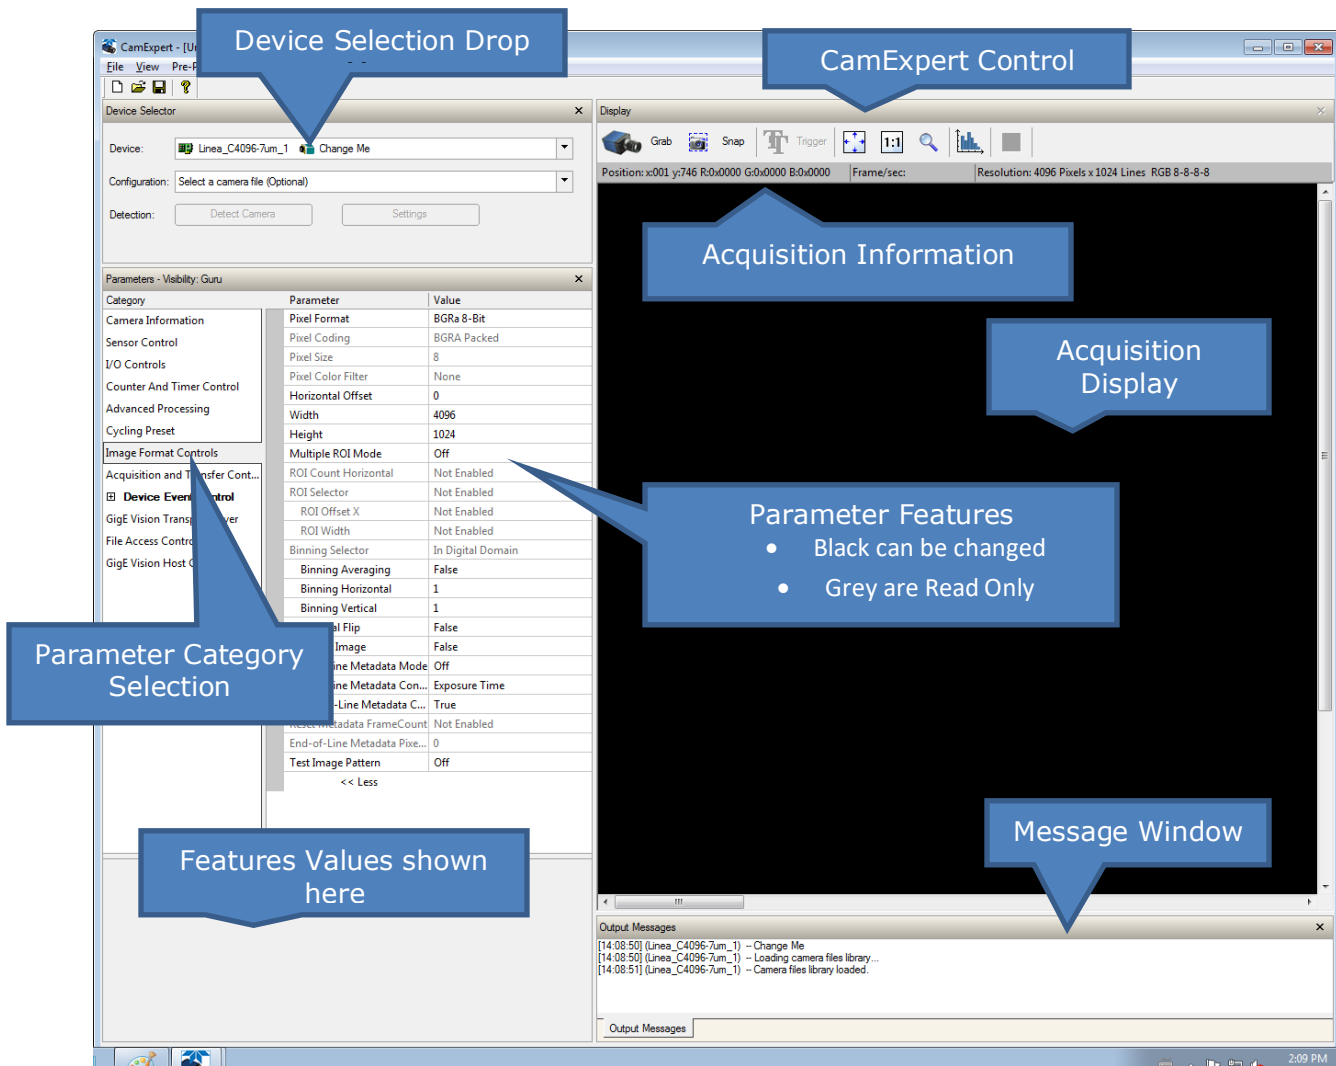 Device Selection Drop
CamExpert Control
CamExpert - [Un
File View Pre-P
Device Selector
Device: Linea_C4096-7um_1 Change Me
Configuration: Select a camera file (Optional)
Detection: Detect Camera Settings
Display
Grab Snap Trigger 1:1
Position: x:001 y:746 R:0x0000 G:0x0000 B:0x0000 Frame/sec: Resolution: 4096 Pixels x 1024 Lines RGB 8-8-8-8
Acquisition Information
Acquisition
Display
Parameters - Visibility: Guru
Category
Camera Information
Sensor Control
I/O Controls
Counter And Timer Control
Advanced Processing
Cycling Preset
Image Format Controls
Acquisition and Transfer Cont...
Device Event Control
GigE Vision Transport Layer
File Access Contro
GigE Vision Host C
Parameter Value
Pixel Format BGRa 8-Bit
Pixel Coding BGRA Packed
Pixel Size 8
Pixel Color Filter None
Horizontal Offset 0
Width 4096
Height 1024
Multiple ROI Mode Off
ROI Count Horizontal Not Enabled
ROI Selector Not Enabled
ROI Offset X Not Enabled
ROI Width Not Enabled
Binning Selector In Digital Domain
Binning Averaging False
Binning Horizontal 1
Binning Vertical 1
al Flip False
Image False
ine Metadata Mode Off
ine Metadata Con... Exposure Time
-Line Metadata C... True
Reset Metadata FrameCount Not Enabled
End-of-Line Metadata Pixe... 0
Test Image Pattern Off
<< Less
Parameter Features
• Black can be changed
• Grey are Read Only
Parameter Category
Selection
Features Values shown
here
Message Window
Output Messages
[14:08:50] (Linea_C4096-7um_1) -- Change Me
[14:08:50] (Linea_C4096-7um_1) -- Loading camera files library...
[14:08:51] (Linea_C4096-7um_1) -- Camera files library loaded.
Output Messages
2:09 PM